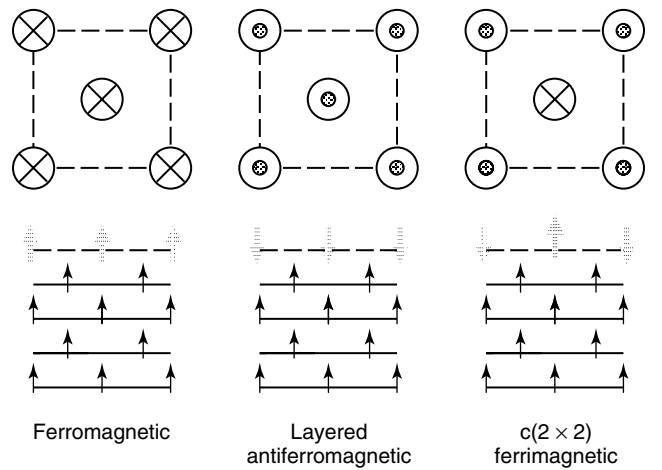 Ferromagnetic
Layered
antiferromagnetic
c(2 × 2)
ferrimagnetic